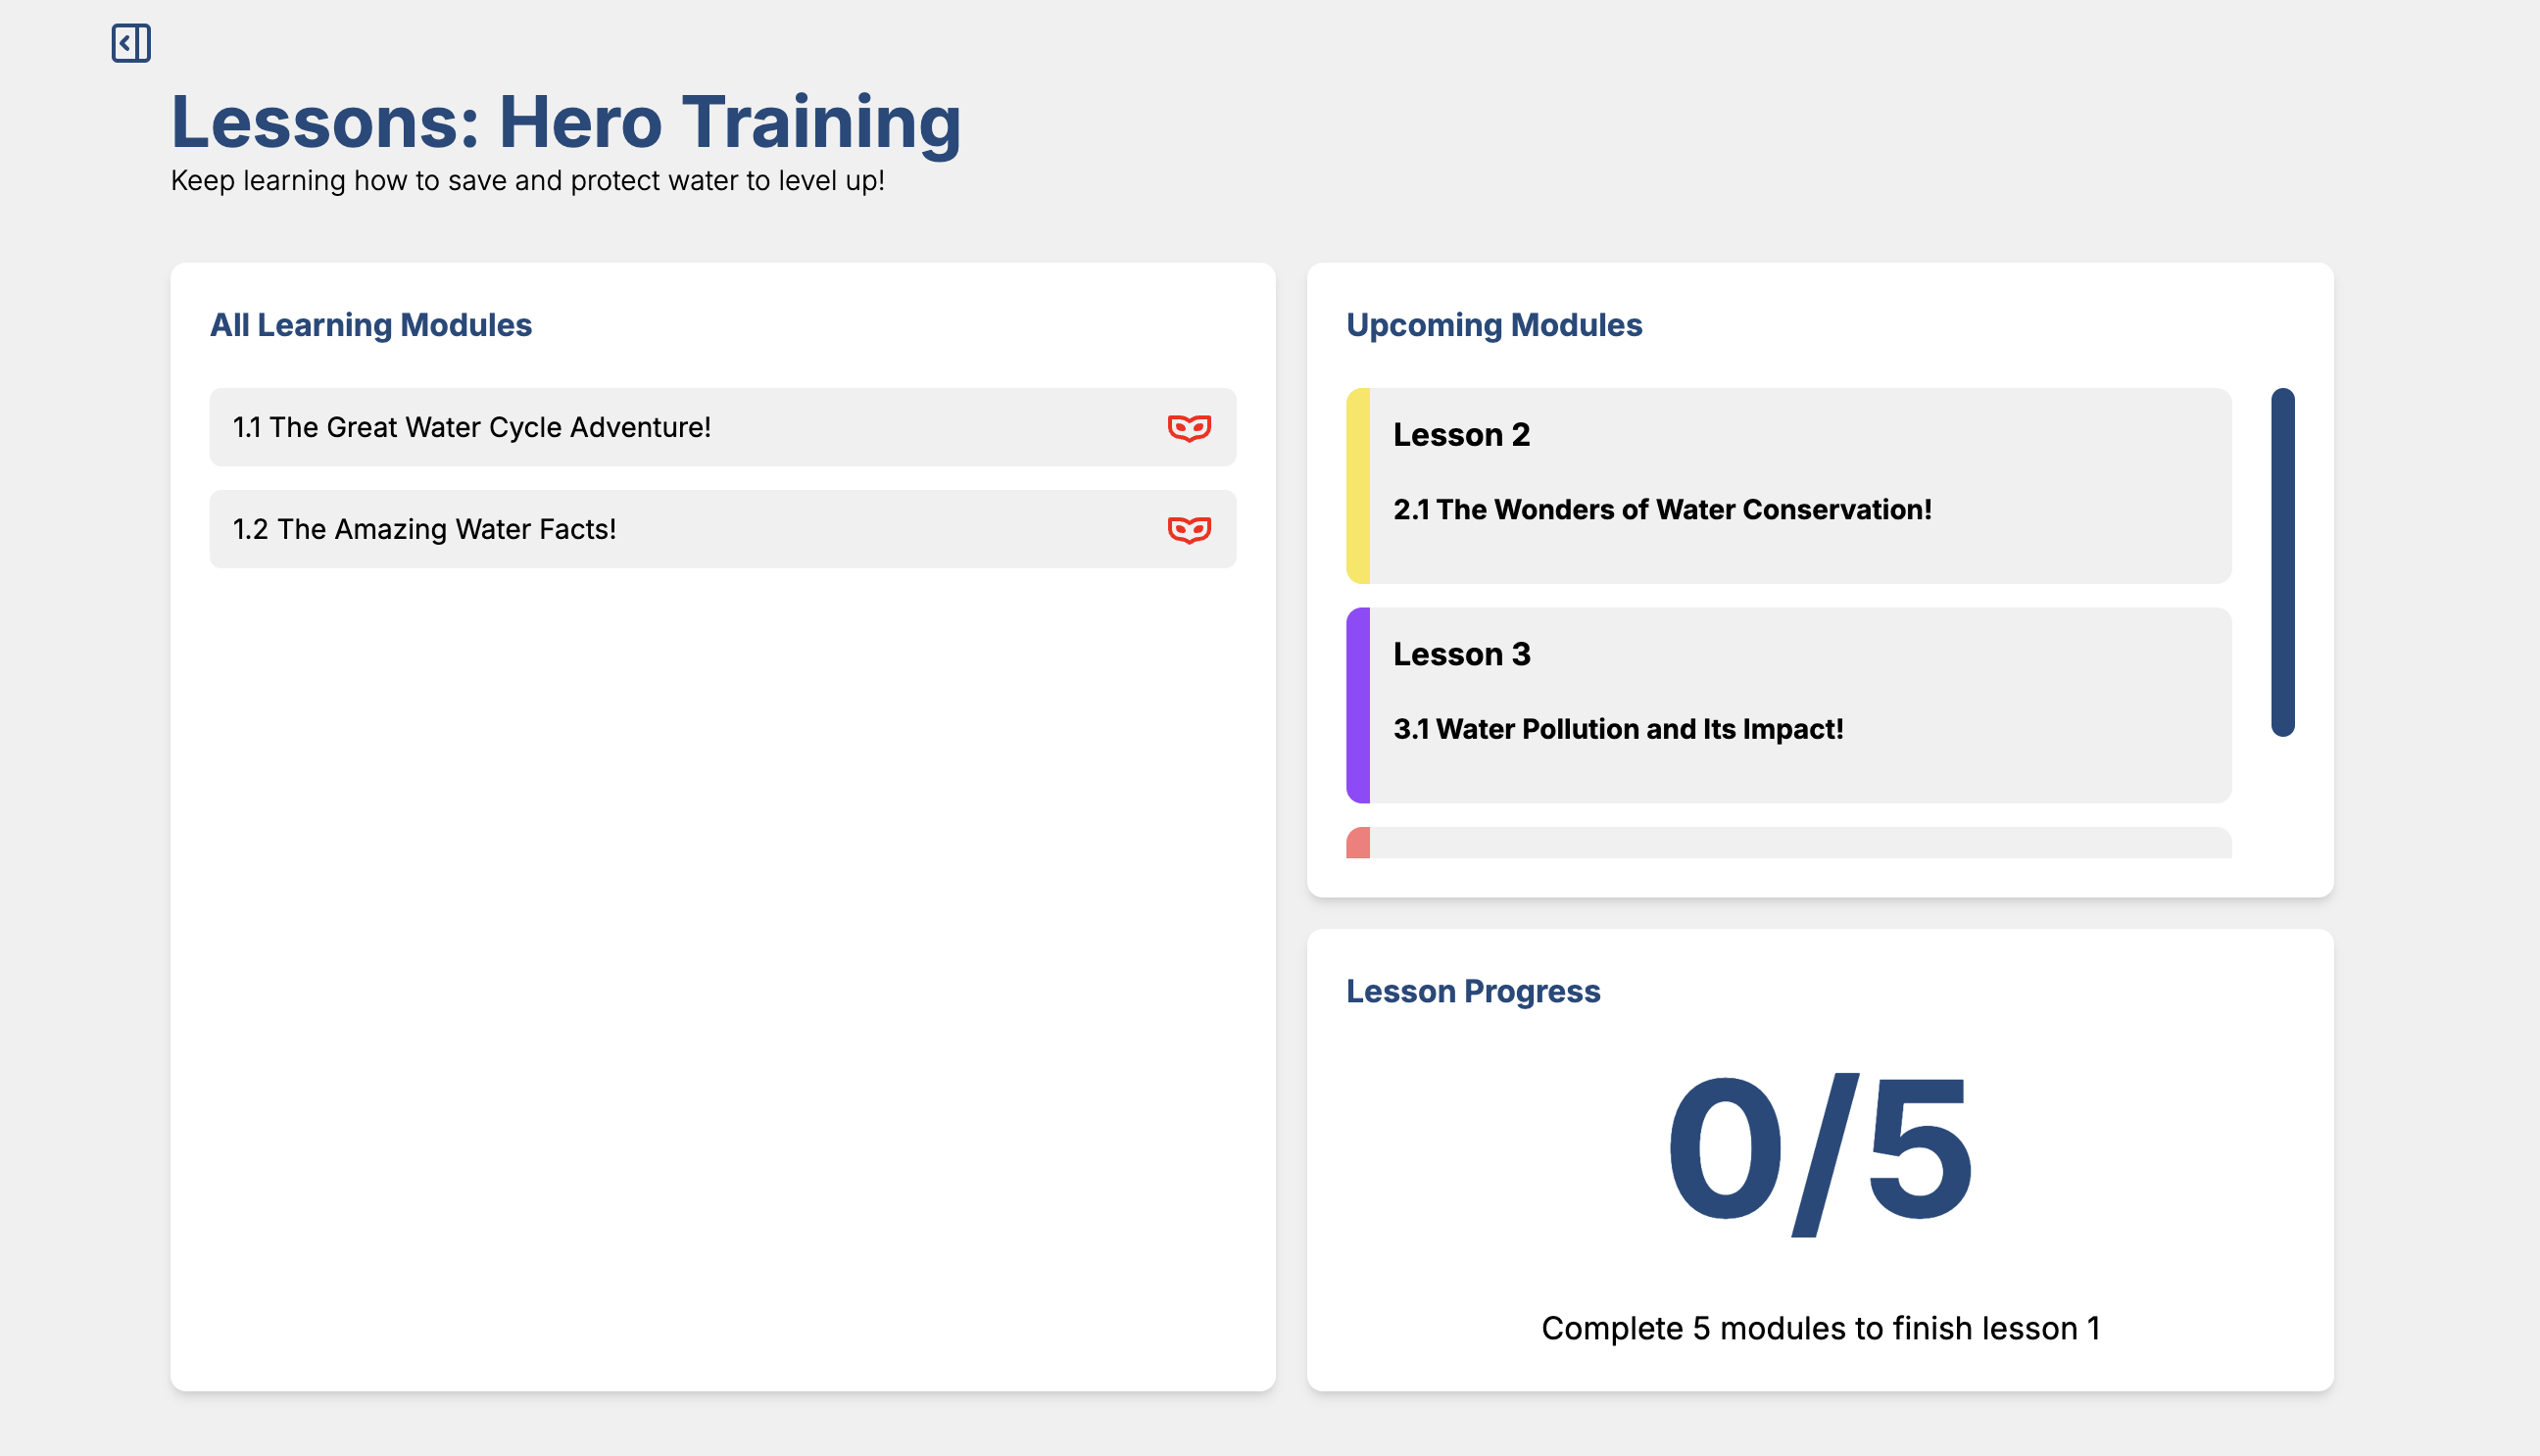 Lessons: Hero Training
Keep learning how to save and protect water to level up!
All Learning Modules
1.1 The Great Water Cycle Adventure!
1.2 The Amazing Water Facts!
Upcoming Modules
Lesson 2
2.1 The Wonders of Water Conservation!
Lesson 3
3.1 Water Pollution and Its Impact!
Lesson Progress
0/5
Complete 5 modules to finish lesson 1